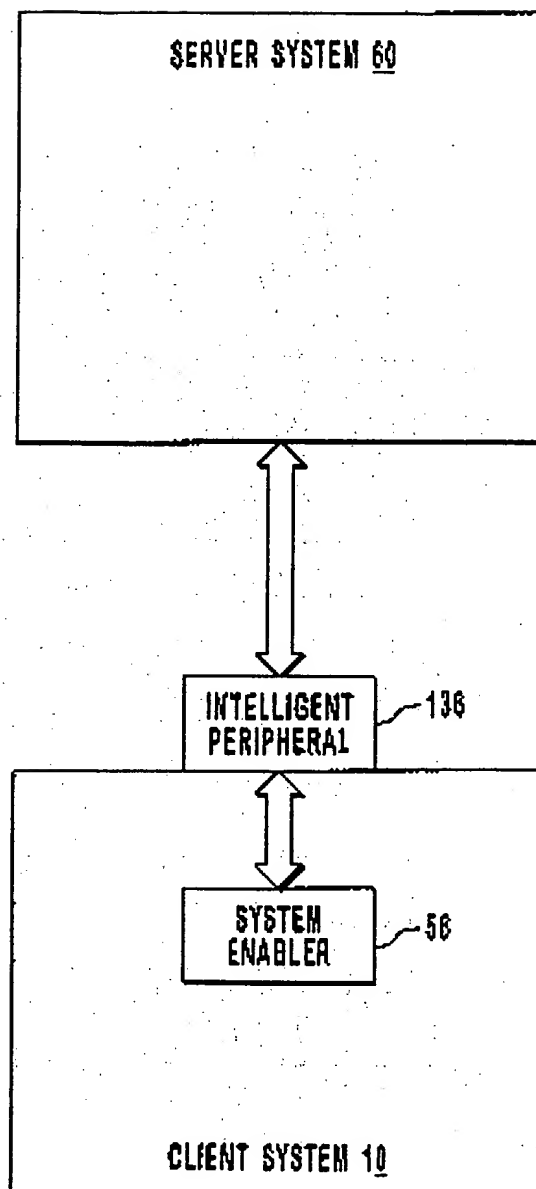 SERVER SYSTEM 60
INTELLIGENT
PERIPHERAL
136
SYSTEM
ENABLER
56
CLIENT SYSTEM 10